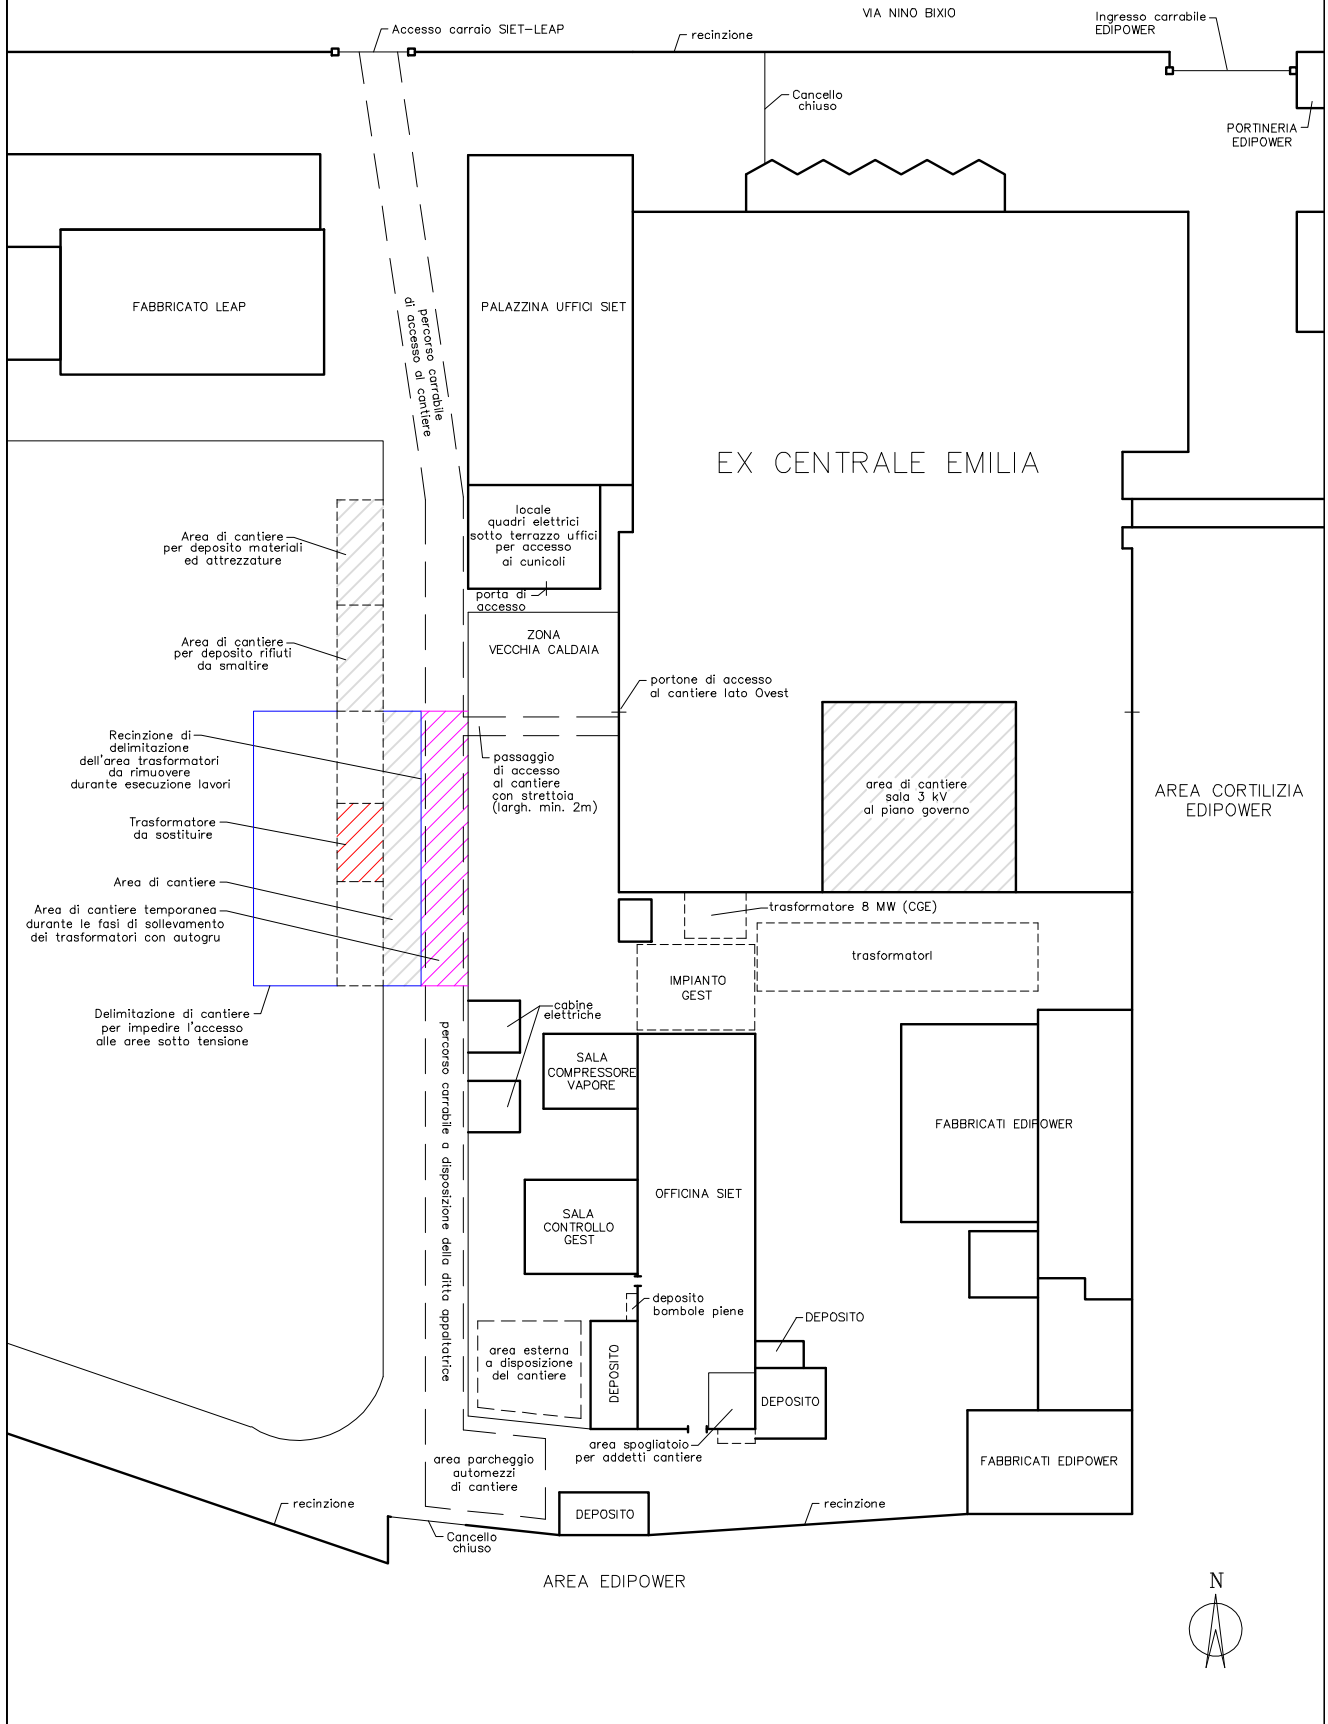 VIA NINO BIXIO
Accesso carraio SIET-LEAP
recinzione
Ingresso carrabile
EDIPOWER
Cancello
chiuso
PORTINERIA
EDIPOWER
FABBRICATO LEAP
percorso carrabile
di accesso al cantiere
PALAZZINA UFFICI SIET
EX CENTRALE EMILIA
locale
quadri elettrici
sotto terrazzo uffici
per accesso
ai cunicoli
porta di
accesso
Area di cantiere
per deposito materiali
ed attrezzature
Area di cantiere
per deposito rifiuti
da smaltire
ZONA
VECCHIA CALDAIA
portone di accesso
al cantiere lato Ovest
Recinzione di
delimitazione
dell'area trasformatori
da rimuovere
durante esecuzione lavori
passaggio
di accesso
al cantiere
con strettoia
(largh. min. 2m)
area di cantiere
sala 3 kV
al piano governo
AREA CORTILIZIA
EDIPOWER
Trasformatore
da sostituire
Area di cantiere
Area di cantiere temporanea
durante le fasi di sollevamento
dei trasformatori con autogru
trasformatore 8 MW (CGE)
trasformatorI
IMPIANTO
GEST
Delimitazione di cantiere
per impedire l'accesso
alle aree sotto tensione
cabine
elettriche
percorso carrabile a disposizione della ditta appaltatrice
SALA
COMPRESSORE
VAPORE
FABBRICATI EDIPOWER
OFFICINA SIET
SALA
CONTROLLO
GEST
deposito
bombole piene
DEPOSITO
area esterna
a disposizione
del cantiere
DEPOSITO
DEPOSITO
area spogliatoio
per addetti cantiere
area parcheggio
automezzi
di cantiere
FABBRICATI EDIPOWER
recinzione
DEPOSITO
recinzione
Cancello
chiuso
AREA EDIPOWER
N